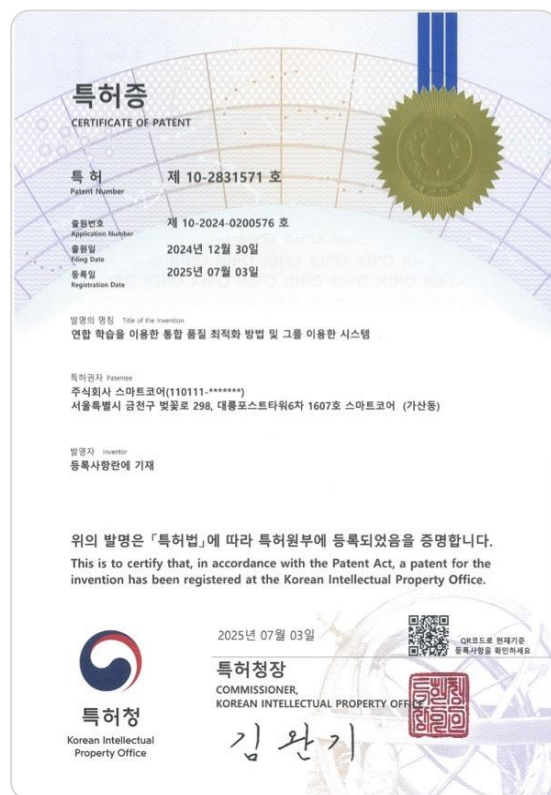 특허증
CERTIFICATE OF PATENT
특 허 제 10-2831571 호
Patent Number
출원번호 제 10-2024-0200576 호
Application Number
출원일 2024년 12월 30일
Filing Date
등록일 2025년 07월 03일
Registration Date
발명의 명칭 Title of the Invention
연합 학습을 이용한 통합 품질 최적화 방법 및 그를 이용한 시스템
특허권자 Patentee
주식회사 스마트코어(110111-*******)
서울특별시 금천구 벚꽃로 298, 대륭포스트타워6차 1607호 스마트코어 (가산동)
발명자 Inventor
등록사항란에 기재
위의 발명은 「특허법」에 따라 특허원부에 등록되었음을 증명합니다.
This is to certify that, in accordance with the Patent Act, a patent for the
invention has been registered at the Korean Intellectual Property Office.
2025년 07월 03일
QR코드로 현재기준
등록사항을 확인하세요
특허청장
COMMISSIONER,
KOREAN INTELLECTUAL PROPERTY OFFICE
김완기
특허청
Korean Intellectual
Property Office